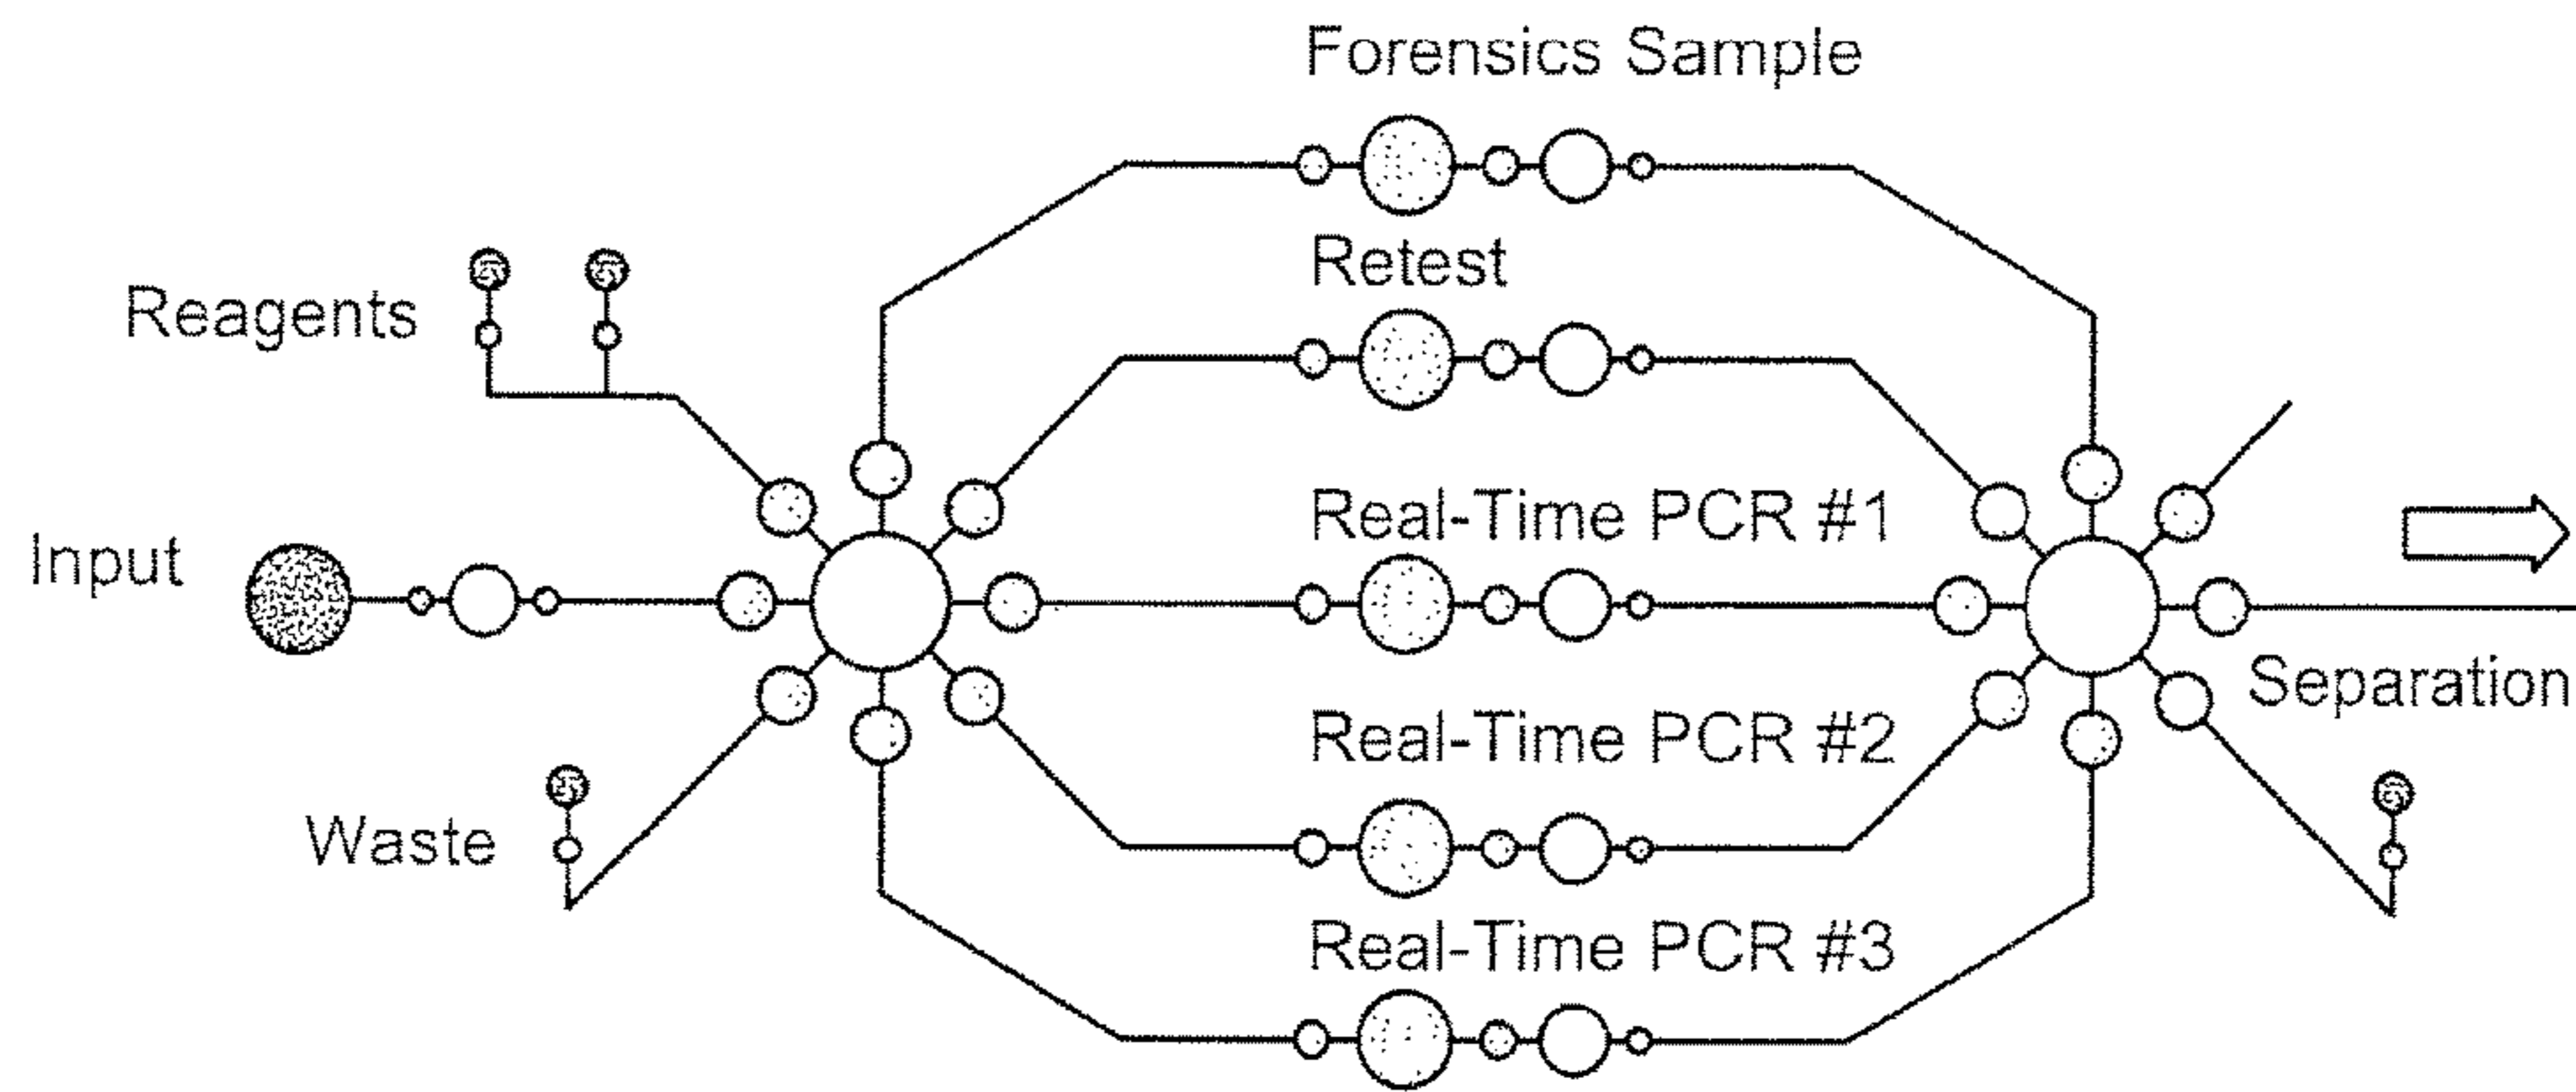 Forensics Sample
Retest
Reagents
Real-Time PCR #1
Input
Separation
Real-Time PCR #2
Waste
Real-Time PCR #3